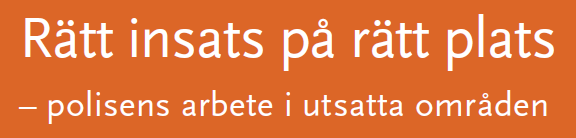 Rätt insats på rätt plats
– polisens arbete i utsatta områden